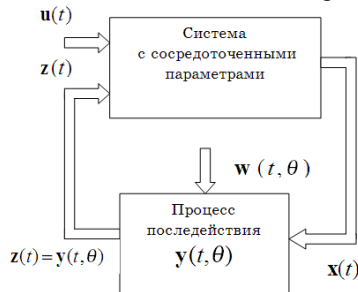 u(t)
z(t)
Система
с сосредоточенными
параметрами
w (t, θ)
Процесс
последействия
y(t,θ)
z(t)=y(t,θ)
x(t)